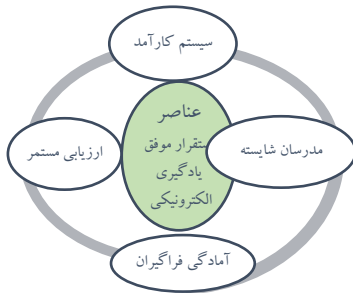 سیستم کارآمد
عناصر
ستقرار موفق
یادگیری
الکترونیکی
مدرسان شایسته
ارزیابی مستمر
آمادگی فراگیران